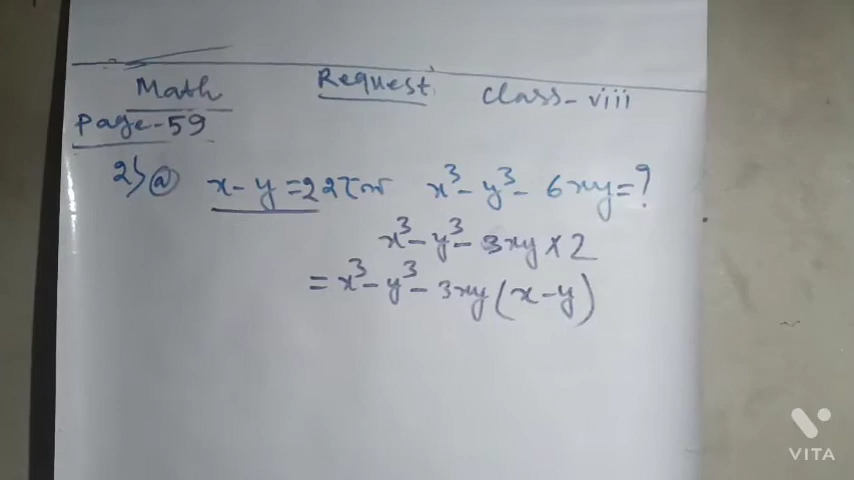 Math Request Class-viii
Page-59
2) ⓐ x-y=2 হলে x³-y³-6xy=?
x³-y³-3xy×2
=x³-y³-3xy(x-y)
VITA